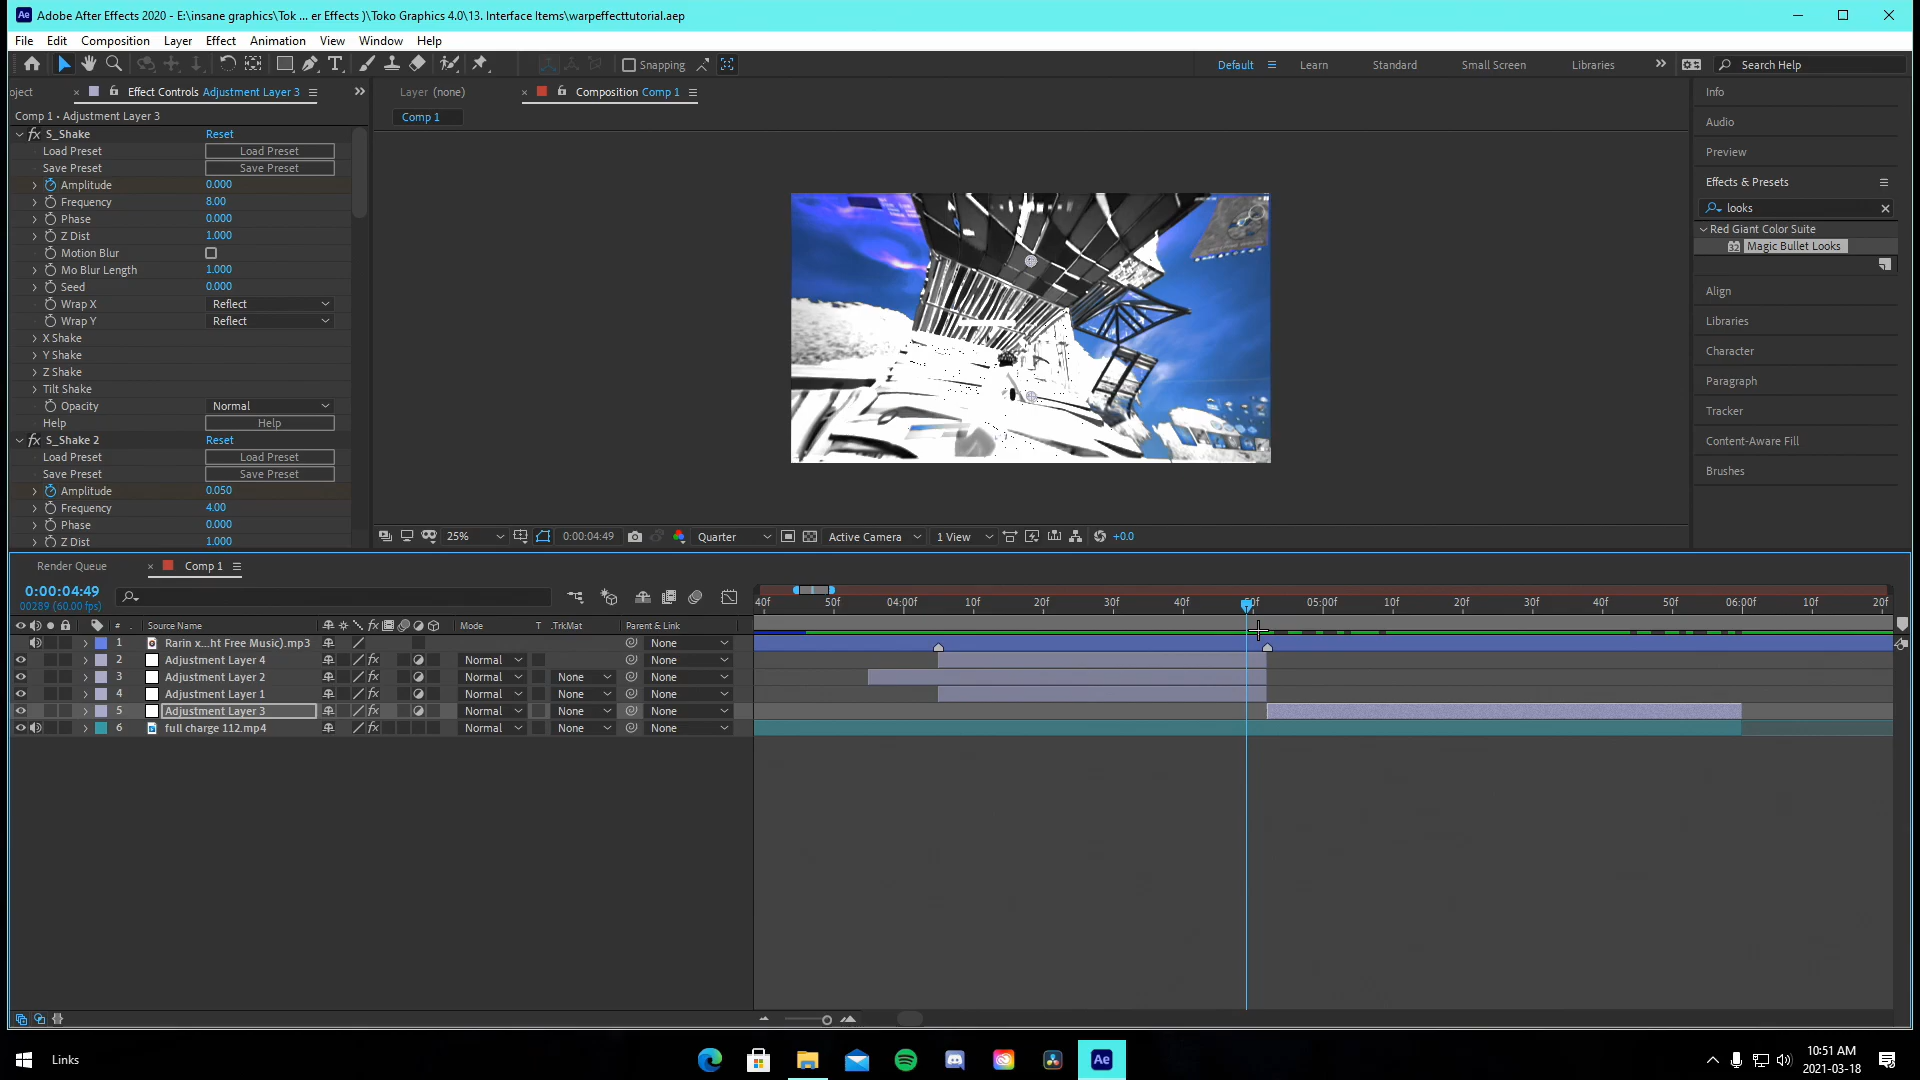 Adobe After Effects 2020 - E:\insane graphics\Tok ... er Effects )\Toko Graphics 4.0\13. Interface Items\warpeffecttutorial.aep
File Edit Composition Layer Effect Animation View Window Help
Snapping Default Learn Standard Small Screen Libraries Search Help
oject Effect Controls Adjustment Layer 3 Layer (none) Composition Comp 1 Info
Comp 1 • Adjustment Layer 3 Comp 1
Audio
Preview
Effects & Presets
looks
Red Giant Color Suite
32 Magic Bullet Looks
Align
Libraries
Character
Paragraph
Tracker
Content-Aware Fill
Brushes
fx S_Shake Reset
Load Preset Load Preset
Save Preset Save Preset
Amplitude 0.000
Frequency 8.00
Phase 0.000
Z Dist 1.000
Motion Blur
Mo Blur Length 1.000
Seed 0.000
Wrap X Reflect
Wrap Y Reflect
X Shake
Y Shake
Z Shake
Tilt Shake
Opacity Normal
Help Help
fx S_Shake 2 Reset
Load Preset Load Preset
Save Preset Save Preset
Amplitude 0.050
Frequency 4.00
Phase 0.000
Z Dist 1.000
25% 0:00:04:49 Quarter Active Camera 1 View +0.0
Render Queue Comp 1
0:00:04:49
00289 (60.00 fps)
40f 50f 04:00f 10f 20f 30f 40f 50f 05:00f 10f 20f 30f 40f 50f 06:00f 10f 20f
# Source Name fx Mode T .TrkMat Parent & Link
1 Rarin x...ht Free Music).mp3 None
2 Adjustment Layer 4 fx Normal None
3 Adjustment Layer 2 fx Normal None None
4 Adjustment Layer 1 fx Normal None None
5 Adjustment Layer 3 fx Normal None None
6 full charge 112.mp4 fx Normal None None
Links Ae
10:51 AM
2021-03-18